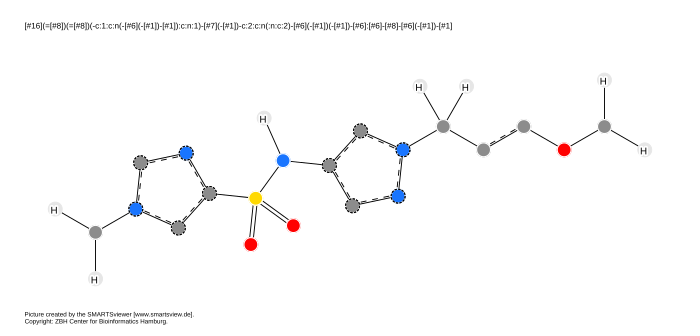 [#16](=[#8])(=[#8])(-c:1:c:n(-[#6](-[#1])-[#1]):c:n:1)-[#7](-[#1])-c:2:c:n(:n:c:2)-[#6](-[#1])(-[#1])-[#6]:[#6]-[#8]-[#6](-[#1])-[#1]
H
H
H
H
H
H
H
Picture created by the SMARTSviewer [www.smartsview.de].
Copyright: ZBH Center for Bioinformatics Hamburg.